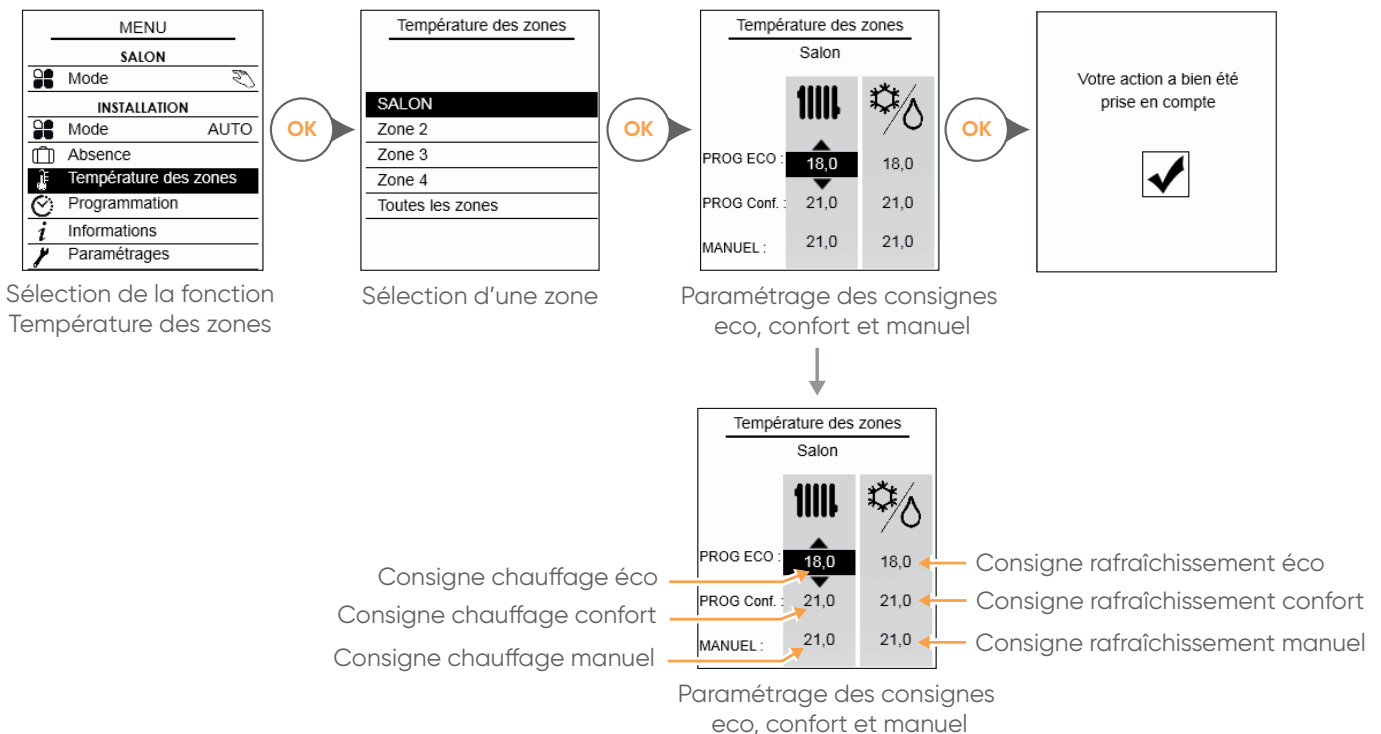 MENU
SALON
Mode
INSTALLATION
Mode AUTO
Absence
Température des zones
Programmation
Informations
Paramétrages
Sélection de la fonction
Température des zones
OK
Température des zones
SALON
Zone 2
Zone 3
Zone 4
Toutes les zones
Sélection d'une zone
OK
Température des zones
Salon
PROG ECO : 18,0 18,0
PROG Conf. : 21,0 21,0
MANUEL : 21,0 21,0
Paramétrage des consignes
eco, confort et manuel
OK
Votre action a bien été
prise en compte
Température des zones
Salon
PROG ECO : 18,0 18,0
PROG Conf. : 21,0 21,0
MANUEL : 21,0 21,0
Consigne chauffage éco
Consigne chauffage confort
Consigne chauffage manuel
Consigne rafraîchissement éco
Consigne rafraîchissement confort
Consigne rafraîchissement manuel
Paramétrage des consignes
eco, confort et manuel